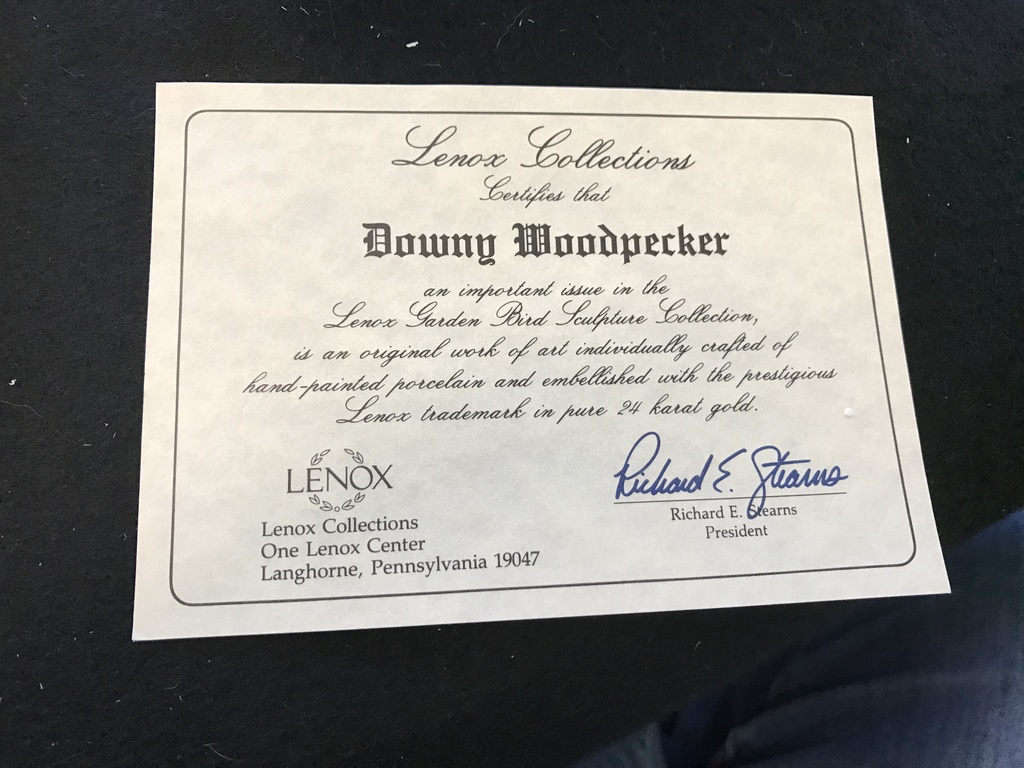 Lenox Collections
Certifies that
Downy Woodpecker
an important issue in the
Lenox Garden Bird Sculpture Collection,
is an original work of art individually crafted of
hand-painted porcelain and embellished with the prestigious
Lenox trademark in pure 24 karat gold.
LENOX
Lenox Collections
One Lenox Center
Langhorne, Pennsylvania 19047
Richard E. Stearns
Richard E. Stearns
President